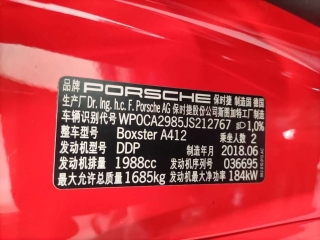 品牌 PORSCHE 保时捷 制造国 德国
生产厂 Dr. Ing. h.c. F. Porsche AG 保时捷股份公司斯图加特工厂制造
车辆识别代号 WP0CA2985JS212767 1,0%
整车型号 Boxster A412 乘坐人数 2
发动机型号 DDP 制造年月 2018.06
发动机排量 1988cc 发动机序列号 036695
最大允许总质量 1685kg 发动机最大净功率 184kW